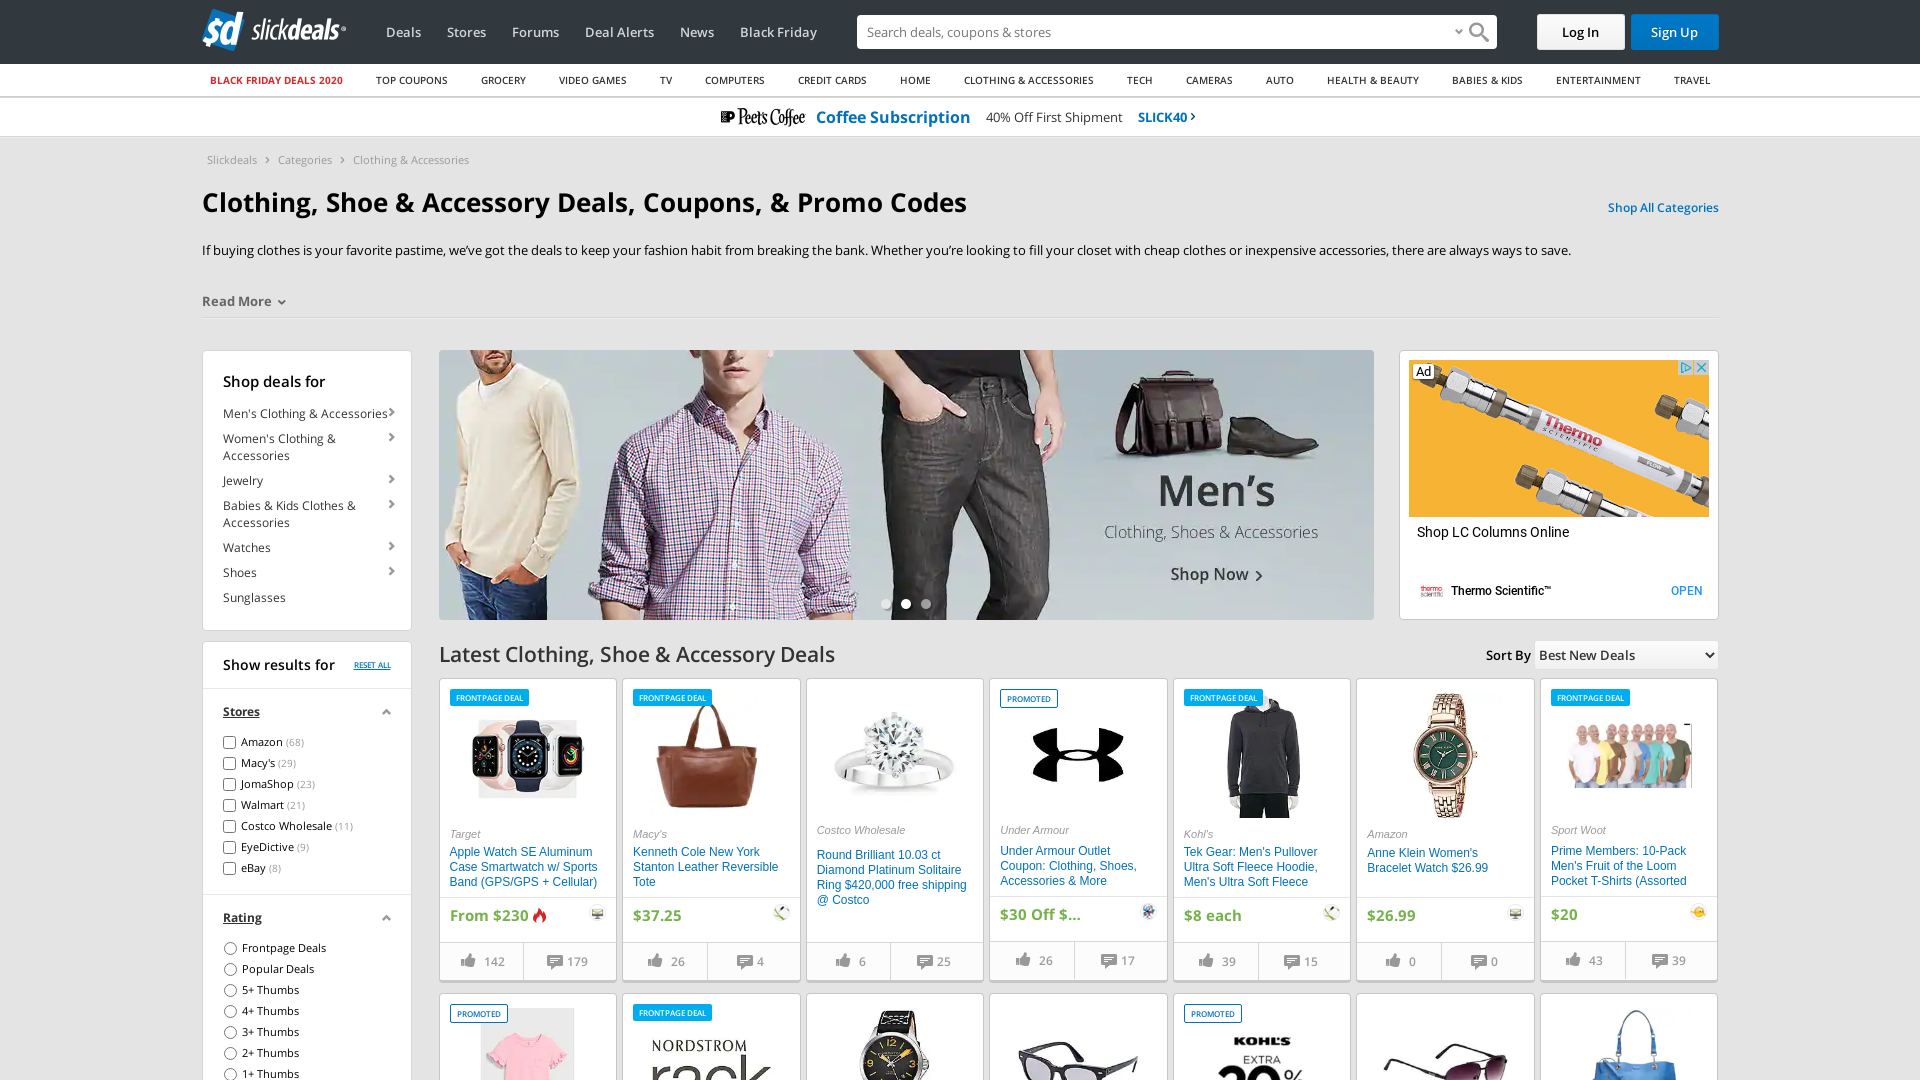 slickdeals
Deals
Stores
Forums
Deal Alerts
News
Black Friday
Search deals, coupons & stores
Log In
Sign Up
BLACK FRIDAY DEALS 2020
TOP COUPONS
GROCERY
VIDEO GAMES
TV
COMPUTERS
CREDIT CARDS
HOME
CLOTHING & ACCESSORIES
TECH
CAMERAS
AUTO
HEALTH & BEAUTY
BABIES & KIDS
ENTERTAINMENT
TRAVEL
Peet's Coffee Coffee Subscription 40% Off First Shipment SLICK40
Slickdeals > Categories > Clothing & Accessories
Clothing, Shoe & Accessory Deals, Coupons, & Promo Codes
Shop All Categories
If buying clothes is your favorite pastime, we’ve got the deals to keep your fashion habit from breaking the bank. Whether you’re looking to fill your closet with cheap clothes or inexpensive accessories, there are always ways to save.
Read More
Shop deals for
Men's Clothing & Accessories
Women's Clothing &
Accessories
Jewelry
Babies & Kids Clothes &
Accessories
Watches
Shoes
Sunglasses
Men’s
Clothing, Shoes & Accessories
Shop Now >
Ad
Thermo
SCIENTIFIC
FLOW
Shop LC Columns Online
thermo
scientific
Thermo Scientific™
OPEN
Show results for
RESET ALL
Stores
Amazon (68)
Macy's (29)
JomaShop (23)
Walmart (21)
Costco Wholesale (11)
EyeDictive (9)
eBay (8)
Rating
Frontpage Deals
Popular Deals
5+ Thumbs
4+ Thumbs
3+ Thumbs
2+ Thumbs
1+ Thumbs
Latest Clothing, Shoe & Accessory Deals
Sort By Best New Deals
FRONTPAGE DEAL
Target
Apple Watch SE Aluminum
Case Smartwatch w/ Sports
Band (GPS/GPS + Cellular)
From $230
142
179
FRONTPAGE DEAL
Macy's
Kenneth Cole New York
Stanton Leather Reversible
Tote
$37.25
26
4
Costco Wholesale
Round Brilliant 10.03 ct
Diamond Platinum Solitaire
Ring $420,000 free shipping
@ Costco
6
25
PROMOTED
Under Armour
Under Armour Outlet
Coupon: Clothing, Shoes,
Accessories & More
$30 Off $...
26
17
FRONTPAGE DEAL
Kohl's
Tek Gear: Men's Pullover
Ultra Soft Fleece Hoodie,
Men's Ultra Soft Fleece
$8 each
39
15
Amazon
Anne Klein Women's
Bracelet Watch $26.99
$26.99
0
0
FRONTPAGE DEAL
Sport Woot
Prime Members: 10-Pack
Men's Fruit of the Loom
Pocket T-Shirts (Assorted
$20
43
39
PROMOTED
FRONTPAGE DEAL
NORDSTROM
rack
PROMOTED
KOHL'S
EXTRA
20%